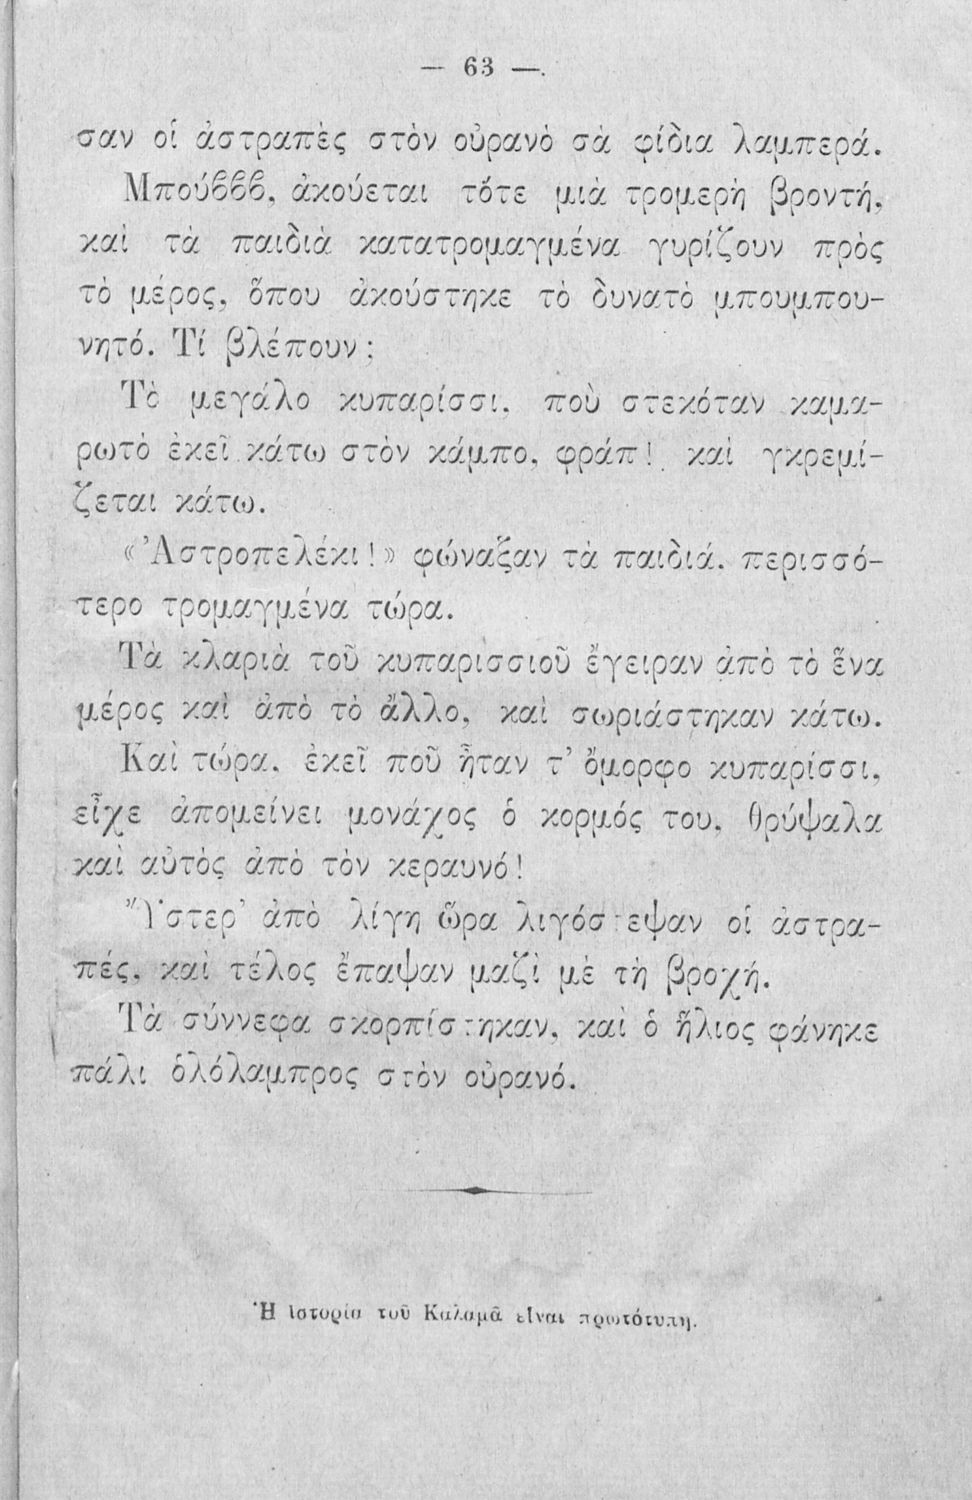 — 63 —.
σαν οἱ ἀστραπὲς στὸν οὐρανὸ σὰ φίδια λαμπερά.
Μπούϐϐϐ, ἀκούεται τότε μιὰ τρομερὴ βροντή,
καὶ τὰ παιδιὰ κατατρομαγμένα γυρίζουν πρὸς
τὸ μέρος, ὅπου ἀκούστηκε τὸ δυνατὸ μπουμπου-
νητό. Τί βλέπουν;
Τὸ μεγάλο κυπαρίσσι, ποὺ στεκόταν καμα-
ρωτὸ ἐκεῖ κάτω στὸν κάμπο, φράπ! καὶ γκρεμί-
ζεται κάτω.
«Ἀστροπελέκι!» φώναξαν τὰ παιδιά, περισσό-
τερο τρομαγμένα τώρα.
Τὰ κλαριὰ τοῦ κυπαρισσιοῦ ἔγειραν ἀπὸ τὸ ἕνα
μέρος καὶ ἀπὸ τὸ ἄλλο, καὶ σωριάστηκαν κάτω.
Καὶ τώρα, ἐκεῖ ποῦ ἦταν τ' ὄμορφο κυπαρίσσι,
εἶχε ἀπομείνει μονάχος ὁ κορμός του, θρύψαλα
καὶ αὐτὸς ἀπὸ τὸν κεραυνό!
Ὕστερ' ἀπὸ λίγη ὥρα λιγόστεψαν οἱ ἀστρα-
πές, καὶ τέλος ἔπαψαν μαζὶ μὲ τὴ βροχή.
Τὰ σύννεφα σκορπίστηκαν, καὶ ὁ ἥλιος φάνηκε
πάλι ὁλόλαμπρος στὸν οὐρανό.
Ἡ ἱστορία τοῦ Καλαμᾶ εἶναι πρωτότυπη.